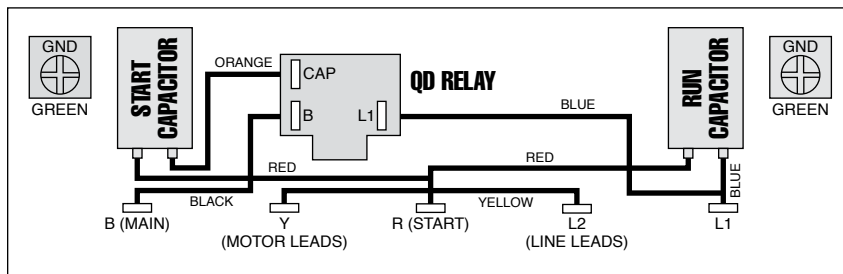 GND
GREEN
START
CAPACITOR
ORANGE
CAP
B
L1
QD RELAY
BLUE
RUN
CAPACITOR
GND
GREEN
RED
RED
BLUE
BLACK
YELLOW
B (MAIN)
Y
R (START)
L2
L1
(MOTOR LEADS)
(LINE LEADS)